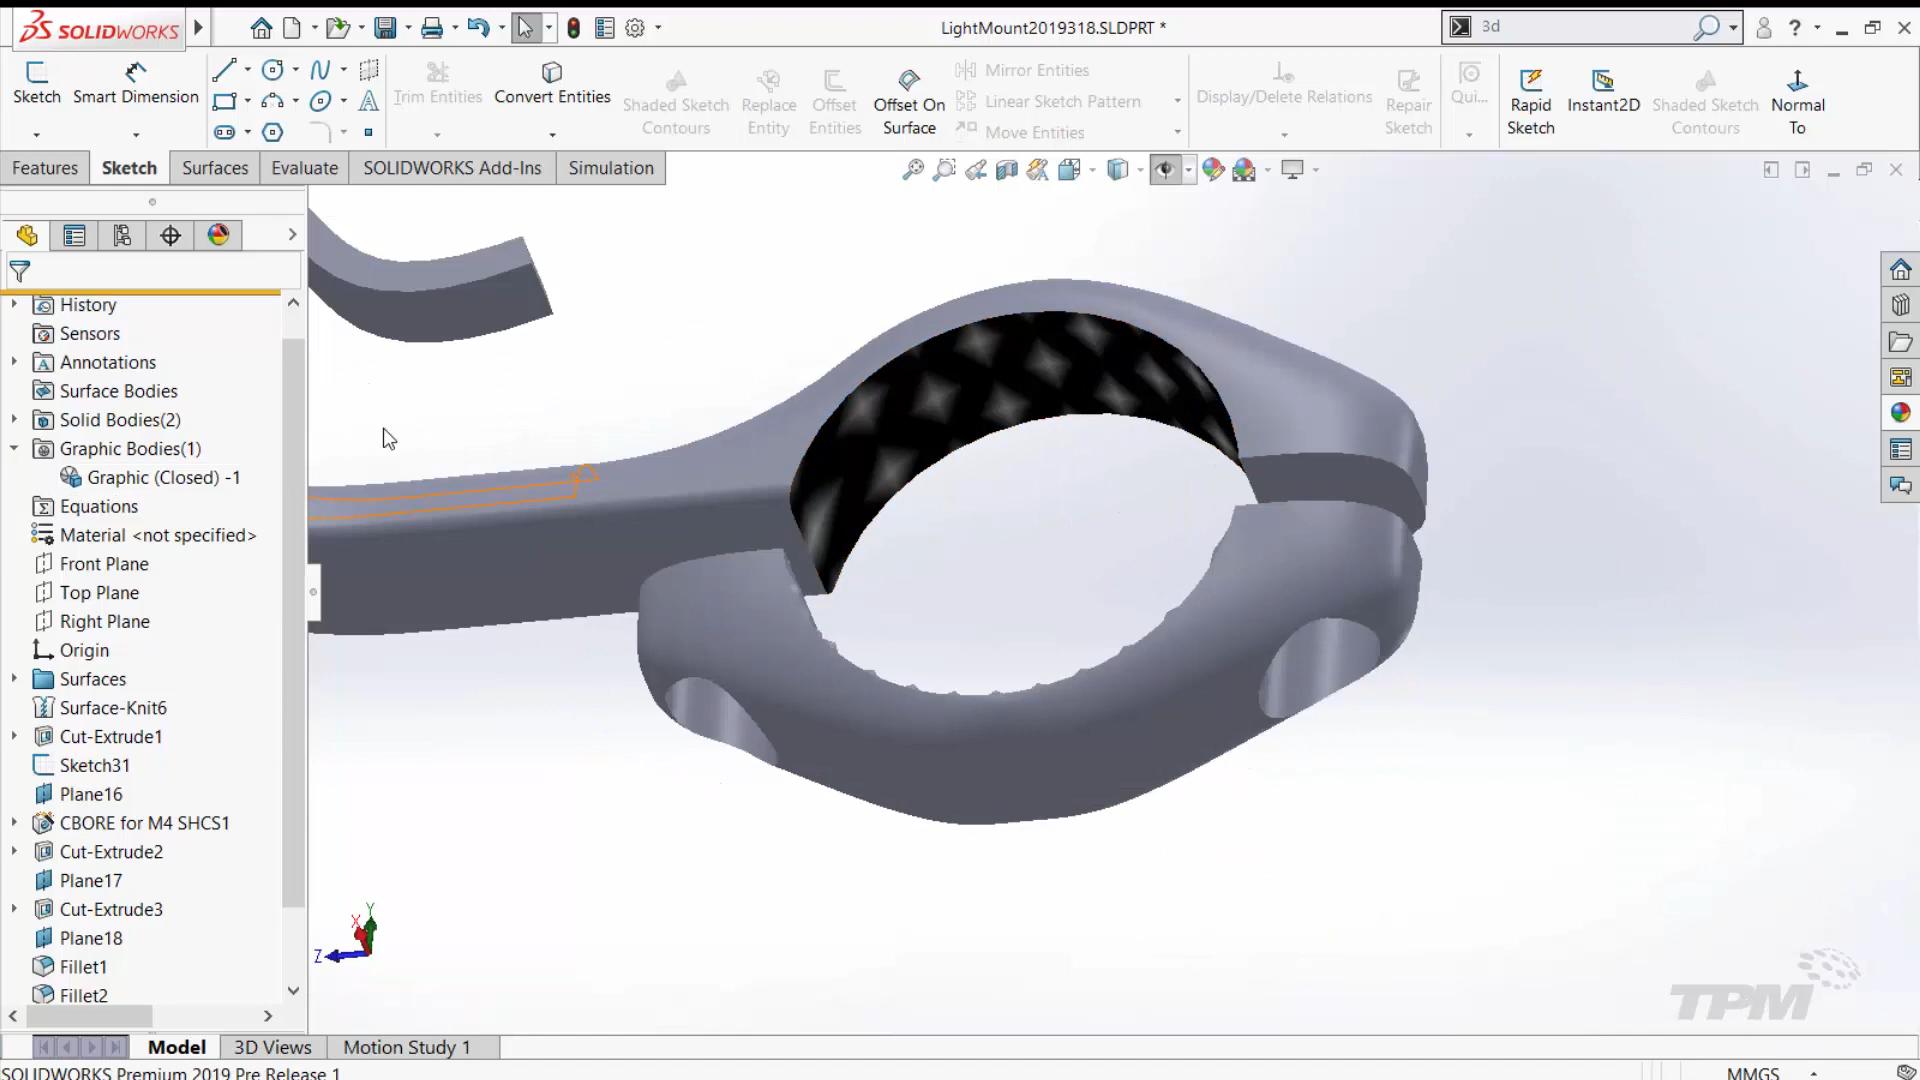 SOLIDWORKS
LightMount2019318.SLDPRT *
3d
?
Sketch
Smart Dimension
Trim Entities
Convert Entities
Shaded Sketch Contours
Replace Entity
Offset Entities
Offset On Surface
Mirror Entities
Linear Sketch Pattern
Move Entities
Display/Delete Relations
Repair Sketch
Qui...
Rapid Sketch
Instant2D
Shaded Sketch Contours
Normal To
Features
Sketch
Surfaces
Evaluate
SOLIDWORKS Add-Ins
Simulation
History
Sensors
Annotations
Surface Bodies
Solid Bodies(2)
Graphic Bodies(1)
Graphic (Closed) -1
Equations
Material <not specified>
Front Plane
Top Plane
Right Plane
Origin
Surfaces
Surface-Knit6
Cut-Extrude1
Sketch31
Plane16
CBORE for M4 SHCS1
Cut-Extrude2
Plane17
Cut-Extrude3
Plane18
Fillet1
Fillet2
Y
X
Z
TPM
Model
3D Views
Motion Study 1
SOLIDWORKS Premium 2019 Pre Release 1
MMGS